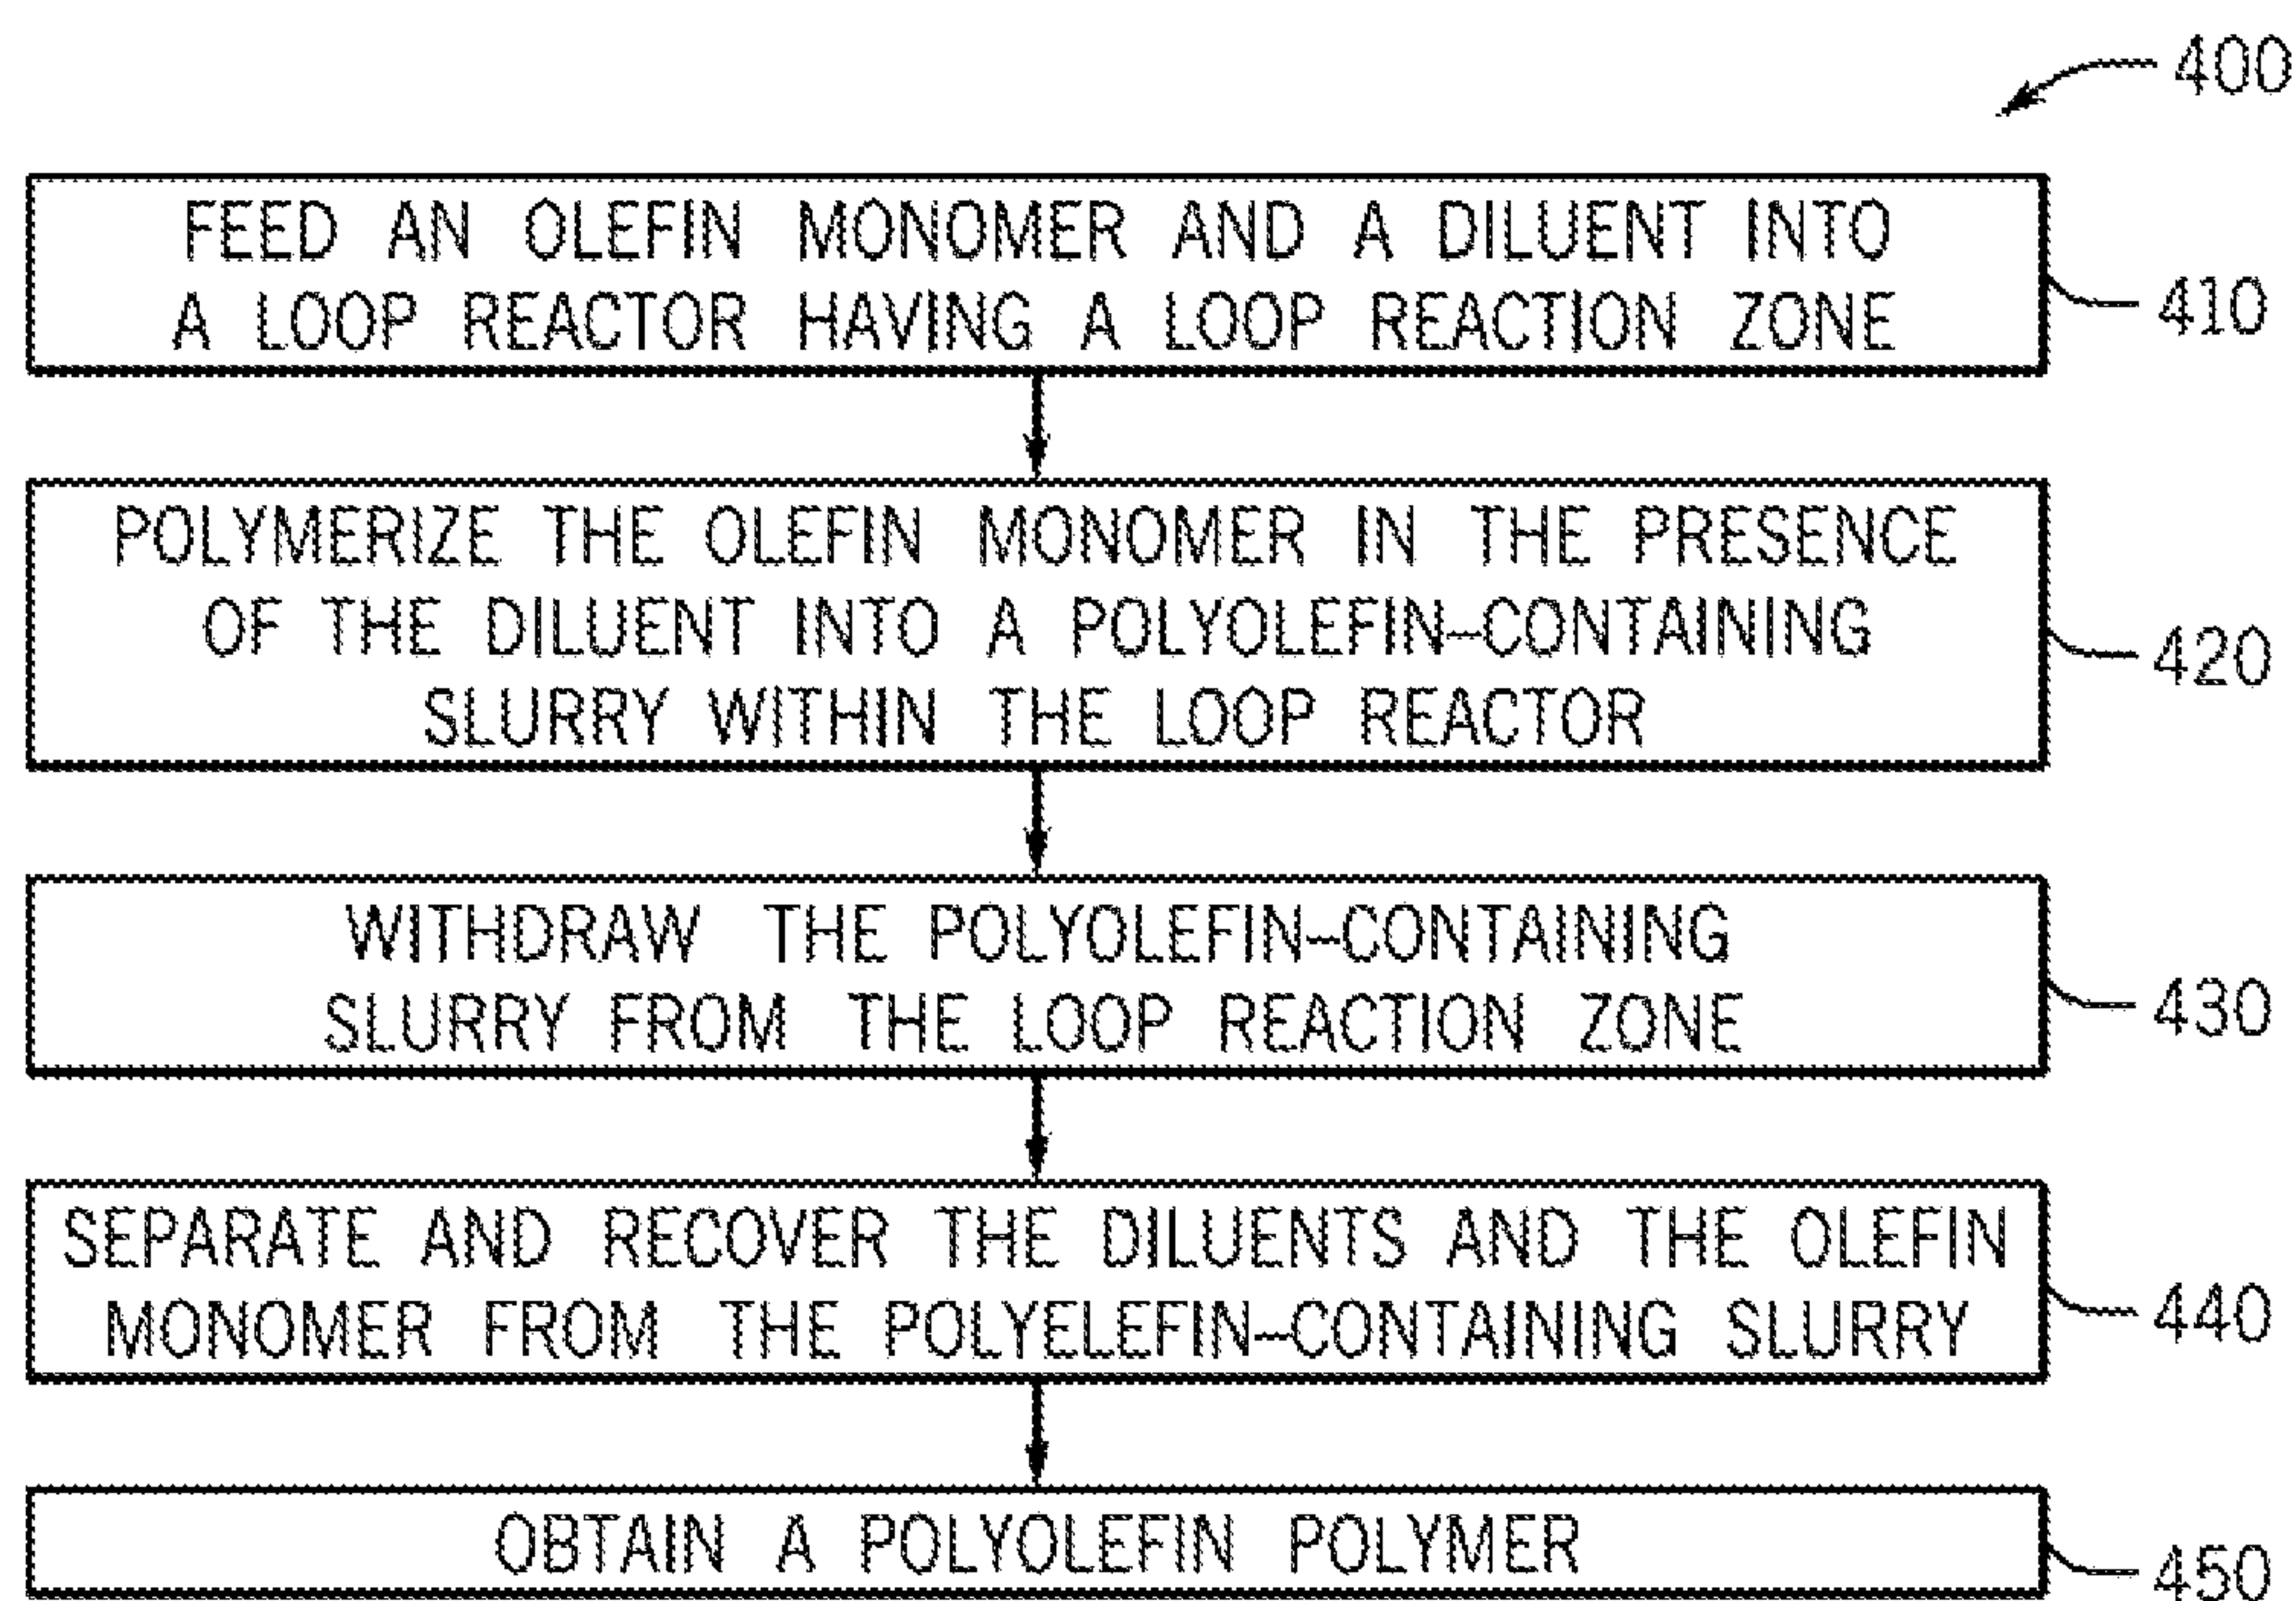 400
FEED AN OLEFIN MONOMER AND A DILUENT INTO
A LOOP REACTOR HAVING A LOOP REACTION ZONE
410
POLYMERIZE THE OLEFIN MONOMER IN THE PRESENCE
OF THE DILUENT INTO A POLYOLEFIN-CONTAINING
SLURRY WITHIN THE LOOP REACTOR
420
WITHDRAW THE POLYOLEFIN-CONTAINING
SLURRY FROM THE LOOP REACTION ZONE
430
SEPARATE AND RECOVER THE DILUENTS AND THE OLEFIN
MONOMER FROM THE POLYELEFIN-CONTAINING SLURRY
440
OBTAIN A POLYOLEFIN POLYMER
450